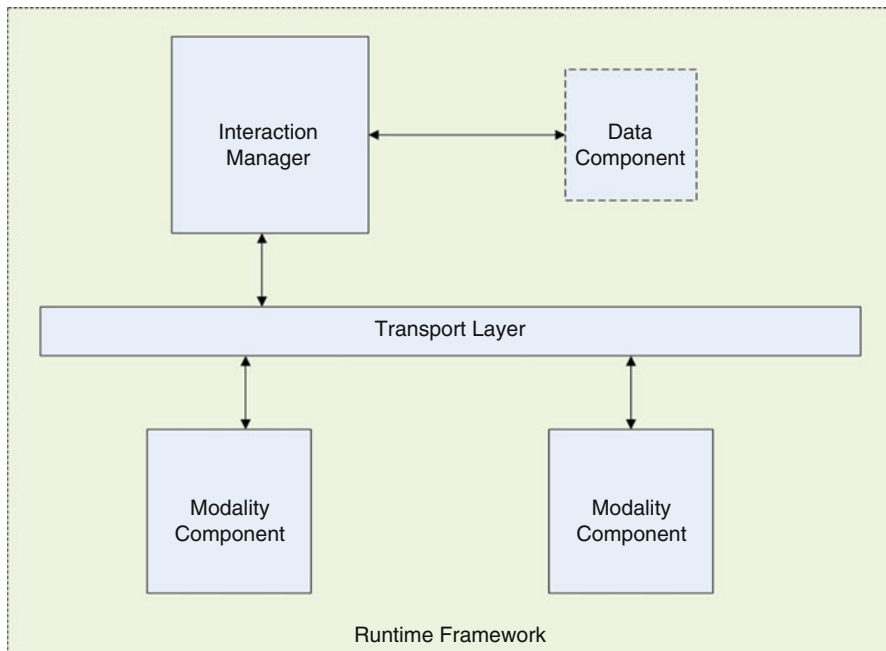 Interaction
Manager
Data
Component
Transport Layer
Modality
Component
Modality
Component
Runtime Framework